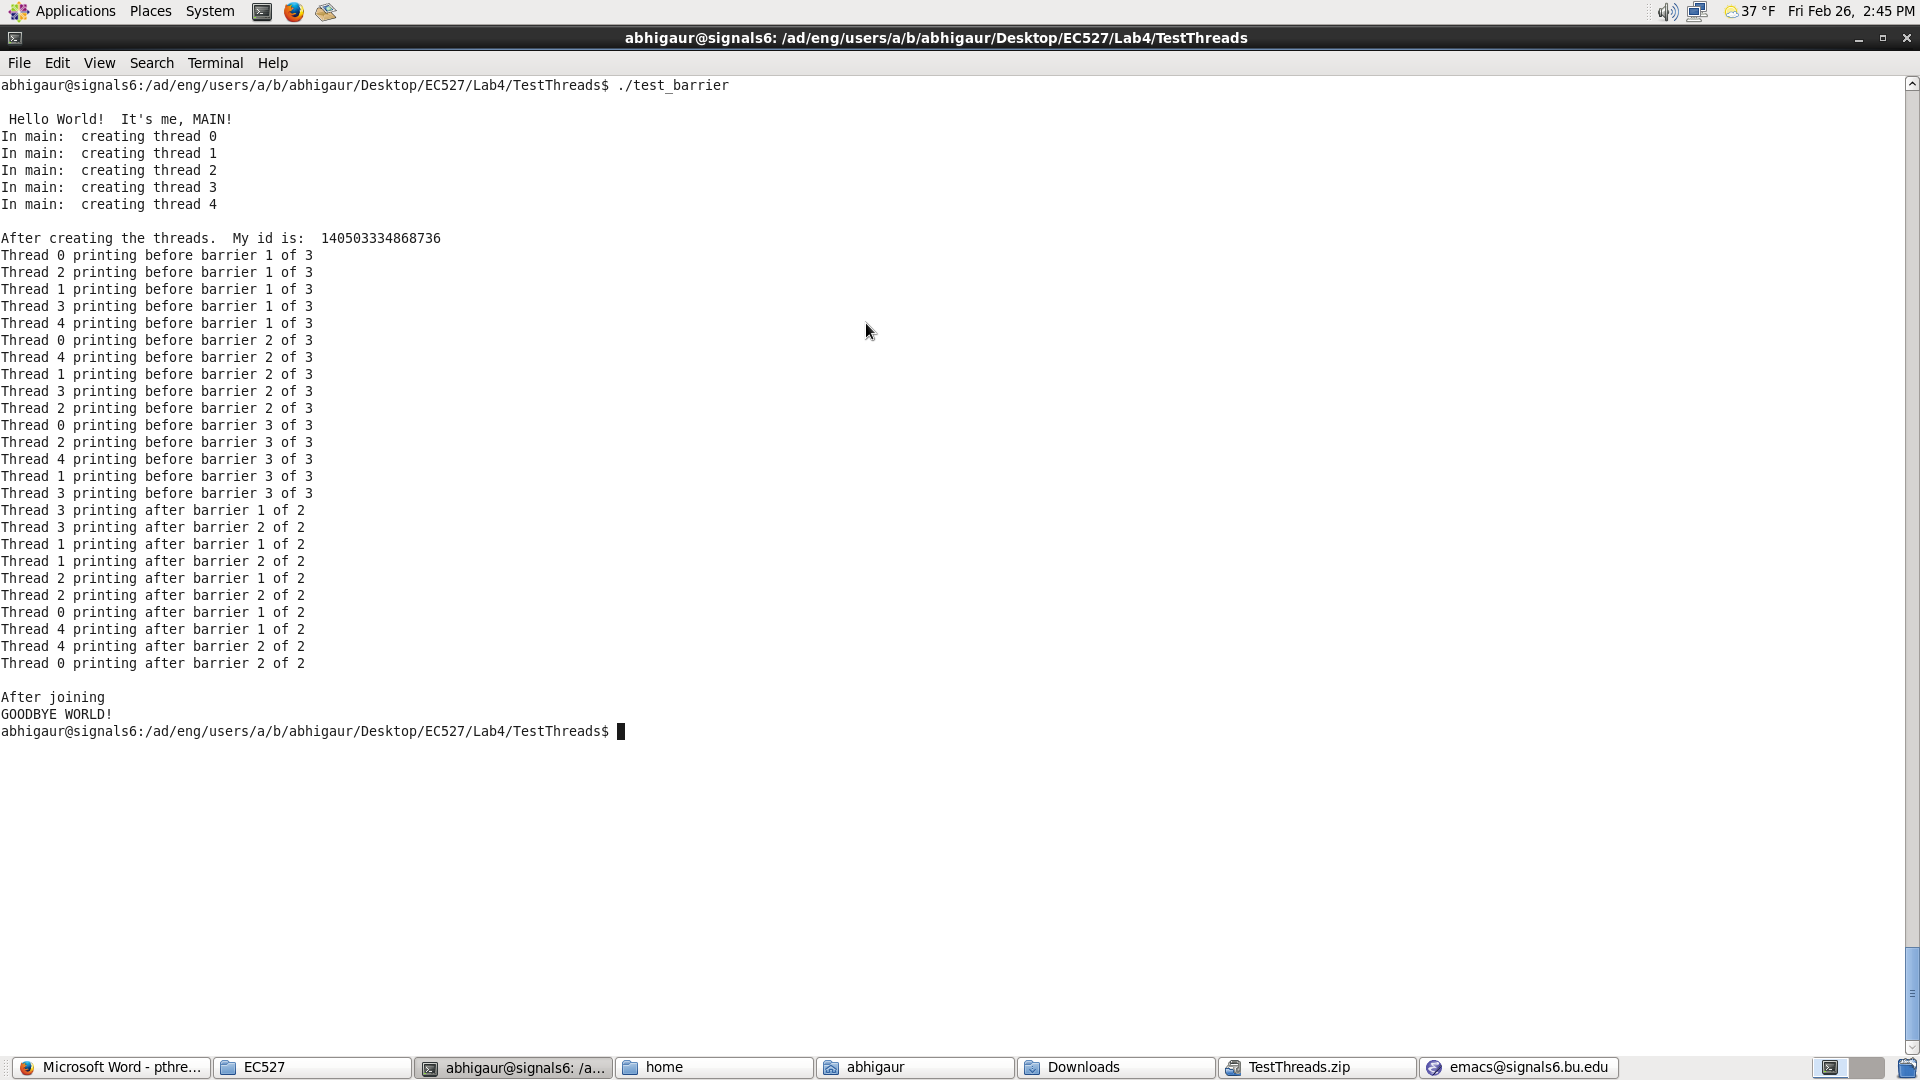 Applications Places System 37 °F Fri Feb 26, 2:45 PM
abhigaur@signals6: /ad/eng/users/a/b/abhigaur/Desktop/EC527/Lab4/TestThreads
File Edit View Search Terminal Help
abhigaur@signals6:/ad/eng/users/a/b/abhigaur/Desktop/EC527/Lab4/TestThreads$ ./test_barrier
Hello World!  It's me, MAIN!
In main:  creating thread 0
In main:  creating thread 1
In main:  creating thread 2
In main:  creating thread 3
In main:  creating thread 4
After creating the threads.  My id is:  140503334868736
Thread 0 printing before barrier 1 of 3
Thread 2 printing before barrier 1 of 3
Thread 1 printing before barrier 1 of 3
Thread 3 printing before barrier 1 of 3
Thread 4 printing before barrier 1 of 3
Thread 0 printing before barrier 2 of 3
Thread 4 printing before barrier 2 of 3
Thread 1 printing before barrier 2 of 3
Thread 3 printing before barrier 2 of 3
Thread 2 printing before barrier 2 of 3
Thread 0 printing before barrier 3 of 3
Thread 2 printing before barrier 3 of 3
Thread 4 printing before barrier 3 of 3
Thread 1 printing before barrier 3 of 3
Thread 3 printing before barrier 3 of 3
Thread 3 printing after barrier 1 of 2
Thread 3 printing after barrier 2 of 2
Thread 1 printing after barrier 1 of 2
Thread 1 printing after barrier 2 of 2
Thread 2 printing after barrier 1 of 2
Thread 2 printing after barrier 2 of 2
Thread 0 printing after barrier 1 of 2
Thread 4 printing after barrier 1 of 2
Thread 4 printing after barrier 2 of 2
Thread 0 printing after barrier 2 of 2
After joining
GOODBYE WORLD!
abhigaur@signals6:/ad/eng/users/a/b/abhigaur/Desktop/EC527/Lab4/TestThreads$
Microsoft Word - pthre... EC527 abhigaur@signals6: /a... home abhigaur Downloads TestThreads.zip emacs@signals6.bu.edu